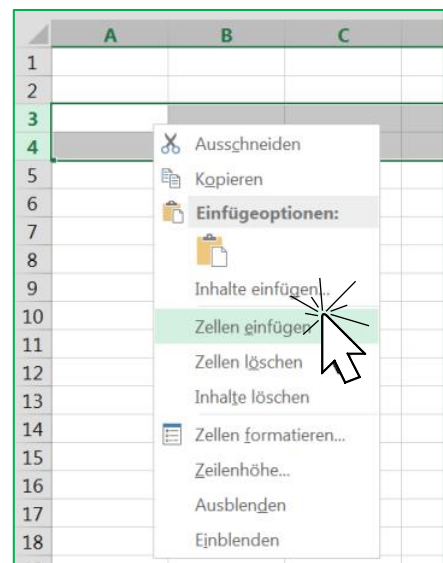 A B C
1
2
3
4
Ausschneiden
5
Kopieren
6
Einfügeoptionen:
7
8
9
Inhalte einfügen...
10
Zellen einfügen
11
12
Zellen löschen
13
Inhalte löschen
14
Zellen formatieren...
15
Zeilenhöhe...
16
17
Ausblenden
18
Einblenden